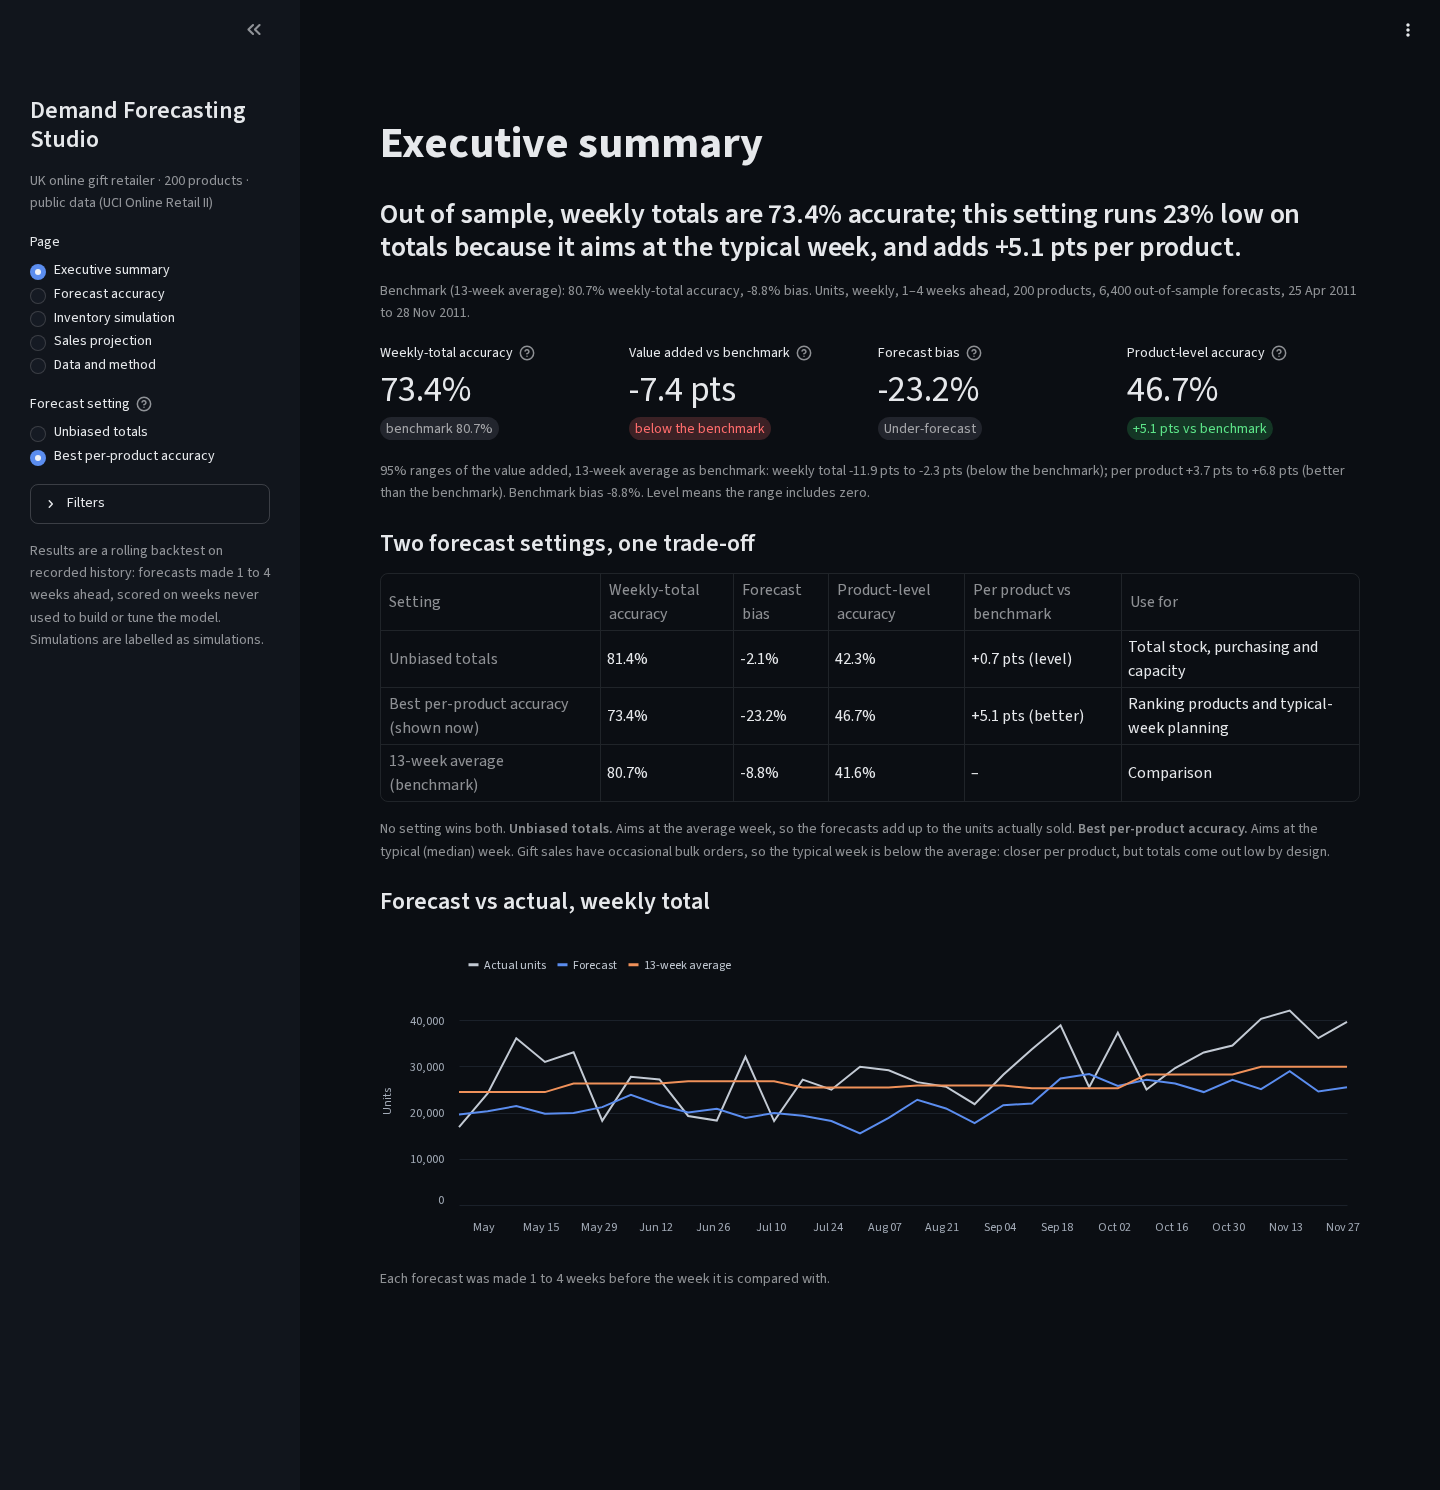 Demand Forecasting
Studio
UK online gift retailer · 200 products ·
public data (UCI Online Retail II)
Page
Executive summary
Forecast accuracy
Inventory simulation
Sales projection
Data and method
Forecast setting
Unbiased totals
Best per-product accuracy
Filters
Results are a rolling backtest on
recorded history: forecasts made 1 to 4
weeks ahead, scored on weeks never
used to build or tune the model.
Simulations are labelled as simulations.
Executive summary
Out of sample, weekly totals are 73.4% accurate; this setting runs 23% low on
totals because it aims at the typical week, and adds +5.1 pts per product.
Benchmark (13-week average): 80.7% weekly-total accuracy, -8.8% bias. Units, weekly, 1–4 weeks ahead, 200 products, 6,400 out-of-sample forecasts, 25 Apr 2011
to 28 Nov 2011.
Weekly-total accuracy
73.4%
benchmark 80.7%
Value added vs benchmark
-7.4 pts
below the benchmark
Forecast bias
-23.2%
Under-forecast
Product-level accuracy
46.7%
+5.1 pts vs benchmark
95% ranges of the value added, 13-week average as benchmark: weekly total -11.9 pts to -2.3 pts (below the benchmark); per product +3.7 pts to +6.8 pts (better
than the benchmark). Benchmark bias -8.8%. Level means the range includes zero.
Two forecast settings, one trade-off
Setting
Weekly-total
accuracy
Forecast
bias
Product-level
accuracy
Per product vs
benchmark
Use for
Unbiased totals
81.4%
-2.1%
42.3%
+0.7 pts (level)
Total stock, purchasing and
capacity
Best per-product accuracy
(shown now)
73.4%
-23.2%
46.7%
+5.1 pts (better)
Ranking products and typical-
week planning
13-week average
(benchmark)
80.7%
-8.8%
41.6%
–
Comparison
No setting wins both. Unbiased totals. Aims at the average week, so the forecasts add up to the units actually sold. Best per-product accuracy. Aims at the
typical (median) week. Gift sales have occasional bulk orders, so the typical week is below the average: closer per product, but totals come out low by design.
Forecast vs actual, weekly total
Actual units
Forecast
13-week average
Units
40,000
30,000
20,000
10,000
0
May
May 15
May 29
Jun 12
Jun 26
Jul 10
Jul 24
Aug 07
Aug 21
Sep 04
Sep 18
Oct 02
Oct 16
Oct 30
Nov 13
Nov 27
Each forecast was made 1 to 4 weeks before the week it is compared with.